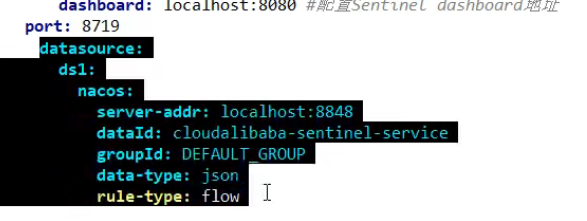 dashboard: localhost:8080 #配置Sentinel dashboard地址
port: 8719
datasource:
ds1:
nacos:
server-addr: localhost:8848
dataId: cloudalibaba-sentinel-service
groupId: DEFAULT_GROUP
data-type: json
rule-type: flow